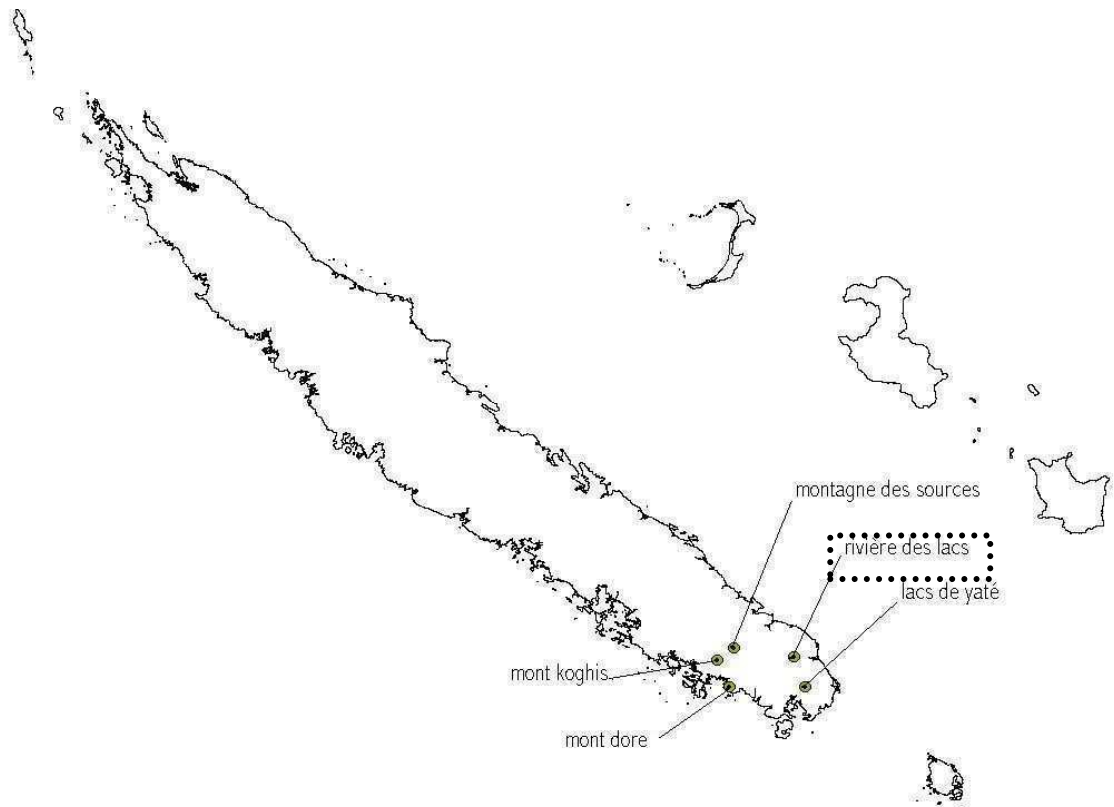 montagne des sources
rivière des lacs
lacs de yaté
mont koghis
mont dore